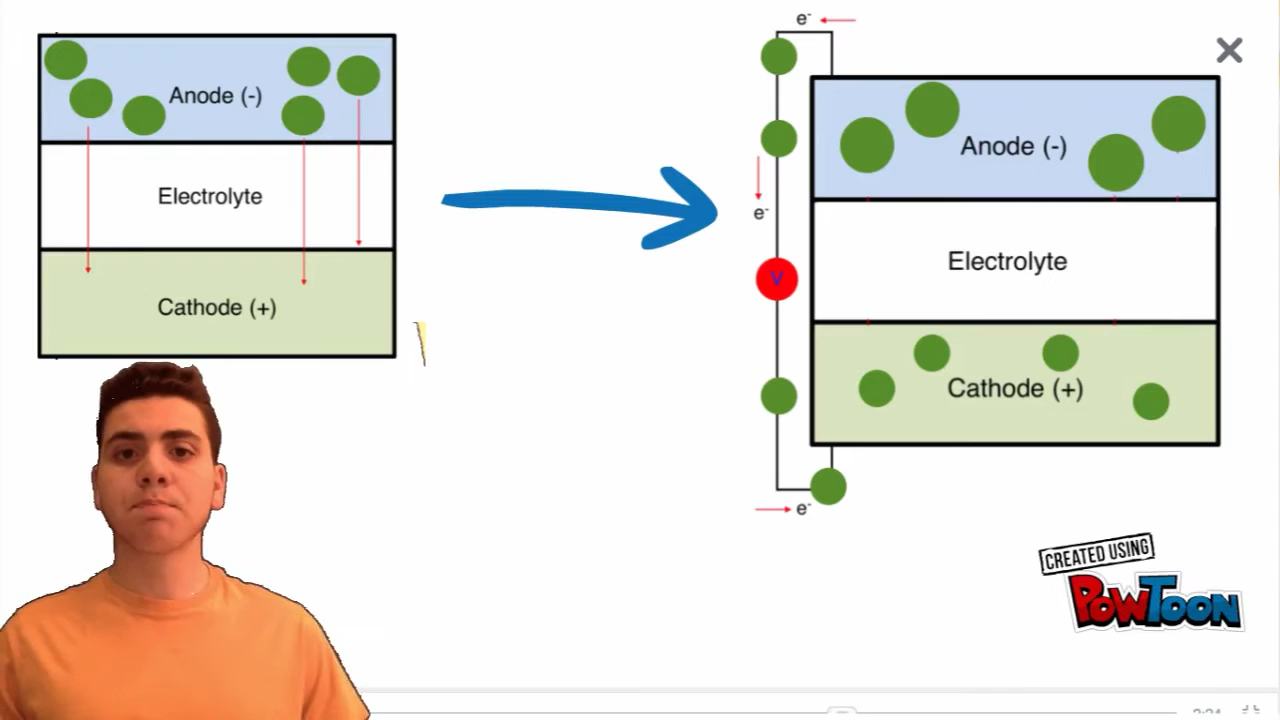 Anode (-)
Electrolyte
Cathode (+)
e-
e-
V
e-
Anode (-)
Electrolyte
Cathode (+)
CREATED USING
POWTOON